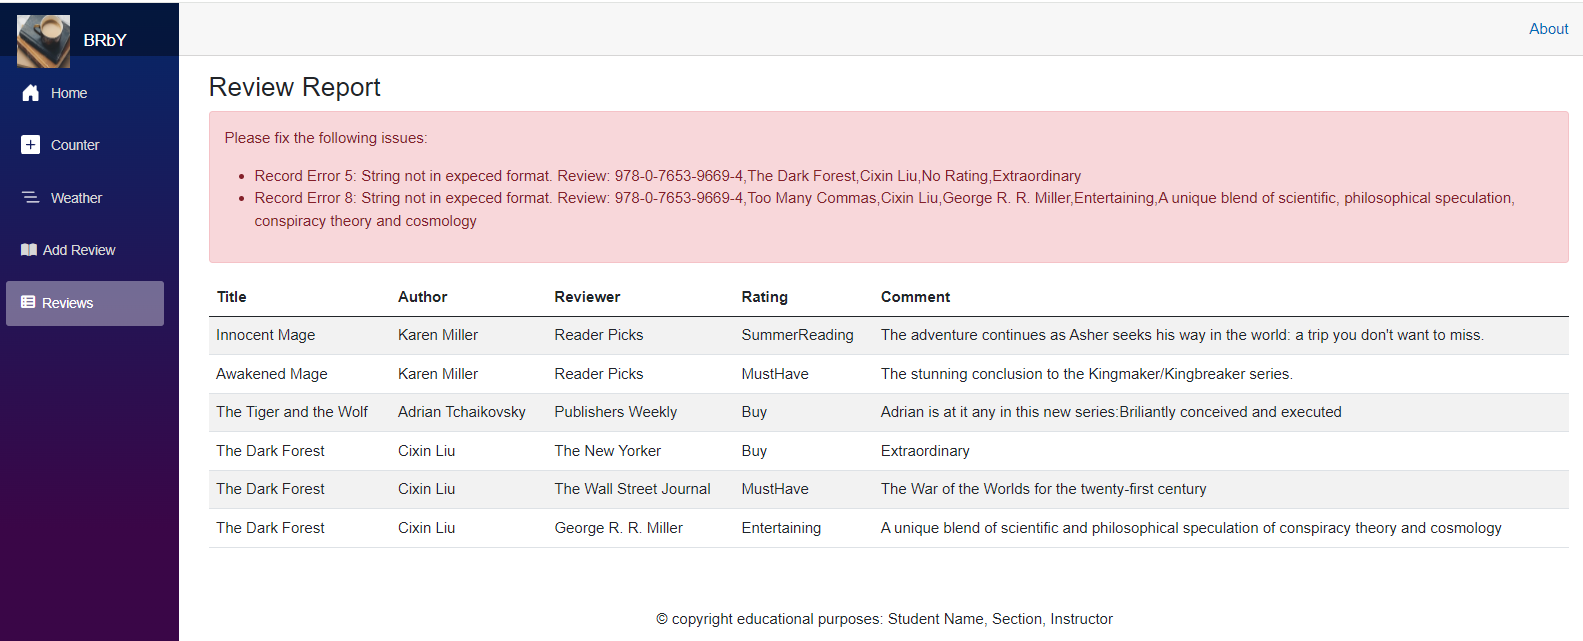 BRbY
About
Home
Counter
Weather
Add Review
Reviews
Review Report
Please fix the following issues:
Record Error 5: String not in expeced format. Review: 978-0-7653-9669-4,The Dark Forest,Cixin Liu,No Rating,Extraordinary
Record Error 8: String not in expeced format. Review: 978-0-7653-9669-4,Too Many Commas,Cixin Liu,George R. R. Miller,Entertaining,A unique blend of scientific, philosophical speculation,
conspiracy theory and cosmology
Title Author Reviewer Rating Comment
Innocent Mage Karen Miller Reader Picks SummerReading The adventure continues as Asher seeks his way in the world: a trip you don't want to miss.
Awakened Mage Karen Miller Reader Picks MustHave The stunning conclusion to the Kingmaker/Kingbreaker series.
The Tiger and the Wolf Adrian Tchaikovsky Publishers Weekly Buy Adrian is at it any in this new series:Briliantly conceived and executed
The Dark Forest Cixin Liu The New Yorker Buy Extraordinary
The Dark Forest Cixin Liu The Wall Street Journal MustHave The War of the Worlds for the twenty-first century
The Dark Forest Cixin Liu George R. R. Miller Entertaining A unique blend of scientific and philosophical speculation of conspiracy theory and cosmology
© copyright educational purposes: Student Name, Section, Instructor